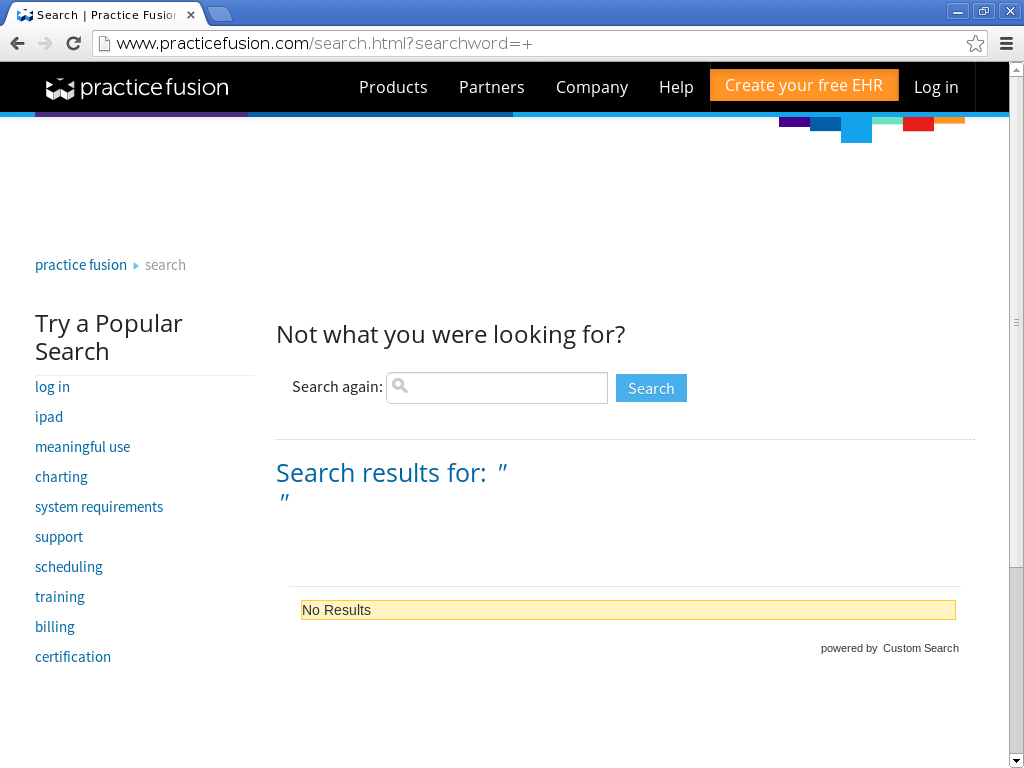 Search | Practice Fusion
www.practicefusion.com/search.html?searchword=+
practice fusion
Products Partners Company Help Create your free EHR Log in
practice fusion search
Try a Popular
Search
log in
ipad
meaningful use
charting
system requirements
support
scheduling
training
billing
certification
Not what you were looking for?
Search again: Search
Search results for: "
"
No Results
powered by Custom Search